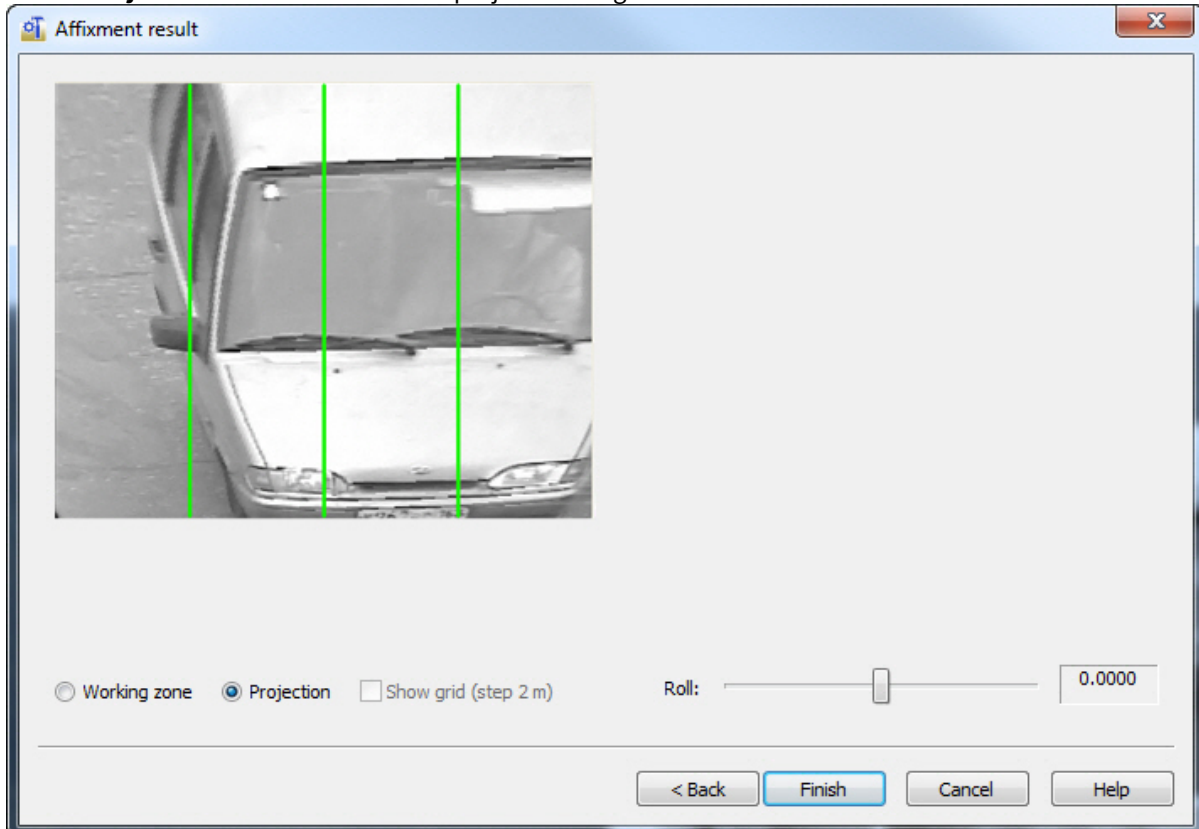 Affixment result
Working zone Projection Show grid (step 2 m) Roll: 0.0000
< Back Finish Cancel Help